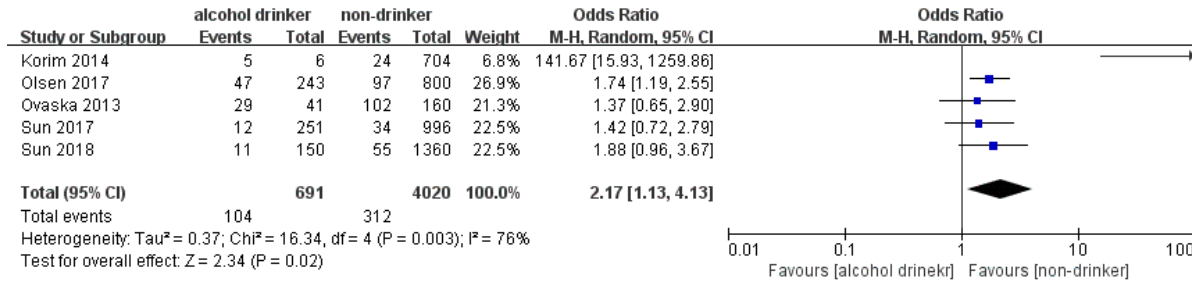 alcohol drinker non-drinker Odds Ratio Odds Ratio
Study or Subgroup Events Total Events Total Weight M-H, Random, 95% CI M-H, Random, 95% CI
Korim 2014 5 6 24 704 6.8% 141.67 [15.93, 1259.86]
Olsen 2017 47 243 97 800 26.9% 1.74 [1.19, 2.55]
Ovaska 2013 29 41 102 160 21.3% 1.37 [0.65, 2.90]
Sun 2017 12 251 34 996 22.5% 1.42 [0.72, 2.79]
Sun 2018 11 150 55 1360 22.5% 1.88 [0.96, 3.67]
Total (95% CI) 691 4020 100.0% 2.17 [1.13, 4.13]
Total events 104 312
Heterogeneity: Tau² = 0.37; Chi² = 16.34, df = 4 (P = 0.003); I² = 76%
Test for overall effect: Z = 2.34 (P = 0.02)
0.01 0.1 1 10 100
Favours [alcohol drinekr] Favours [non-drinker]